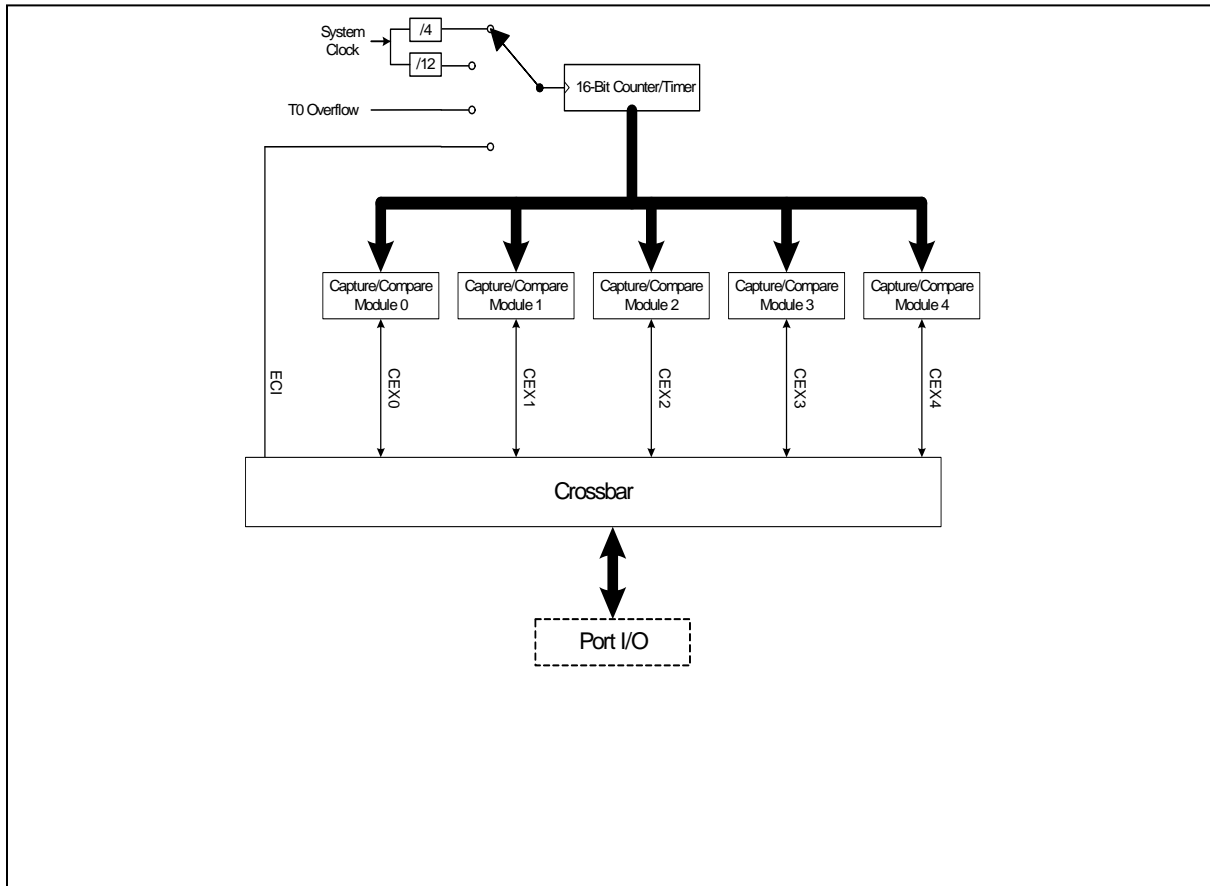 System
Clock
/4
/12
T0 Overflow
16-Bit Counter/Timer
Capture/Compare
Module 0
Capture/Compare
Module 1
Capture/Compare
Module 2
Capture/Compare
Module 3
Capture/Compare
Module 4
ECI
CEX0
CEX1
CEX2
CEX3
CEX4
Crossbar
Port I/O